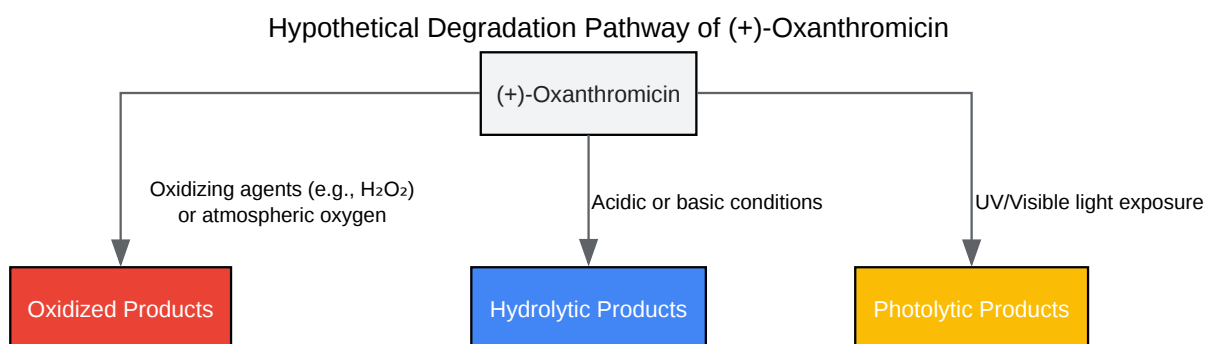 Hypothetical Degradation Pathway of (+)-Oxanthromicin
(+)-Oxanthromicin
Oxidizing agents (e.g., H₂O₂)
or atmospheric oxygen
Acidic or basic conditions
UV/Visible light exposure
Oxidized Products
Hydrolytic Products
Photolytic Products